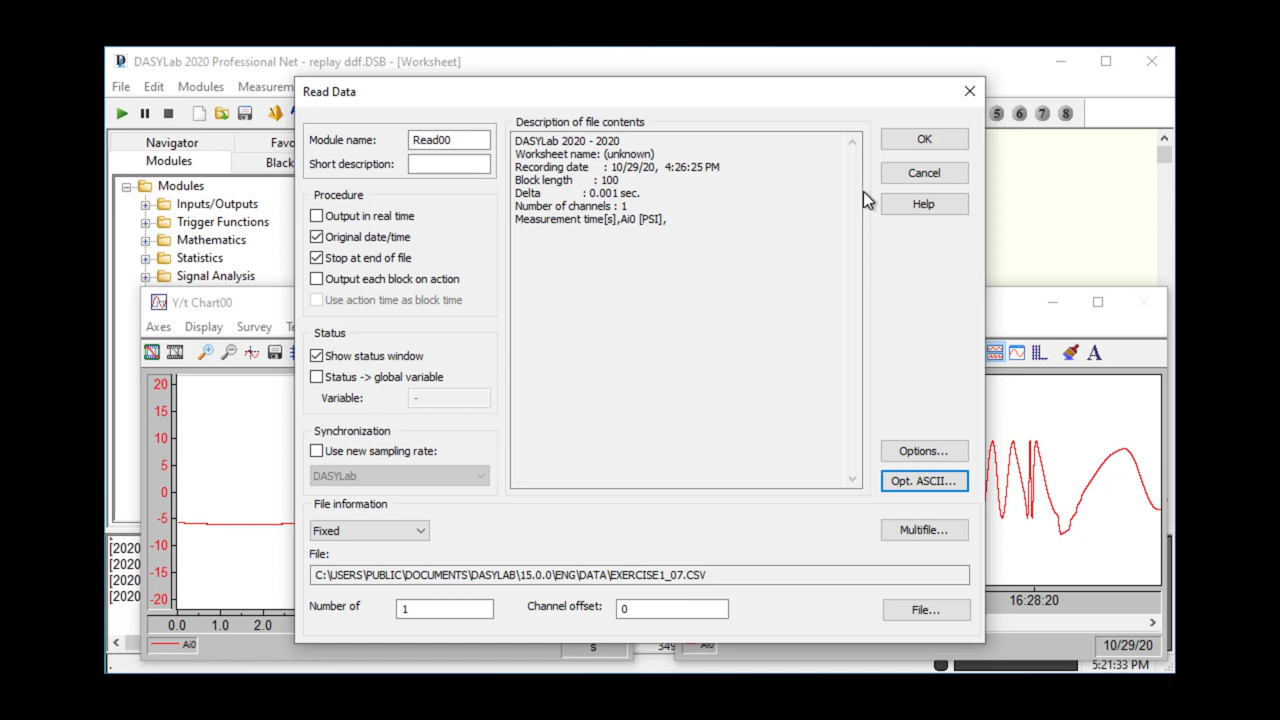 DASYLab 2020 Professional Net - replay ddf.DSB - [Worksheet]
File Edit Modules Measurem
5 6 7 8
Navigator
Modules
Modules
Inputs/Outputs
Trigger Functions
Mathematics
Statistics
Signal Analysis
Y/t Chart00
Axes Display Survey
20
15
10
5
0
-5
-10
-15
-20
0.0 1.0 2.0
Ai0
[2020
[2020
[2020
[2020
Read Data
Module name: Read00
Short description:
Procedure
Output in real time
Original date/time
Stop at end of file
Output each block on action
Use action time as block time
Status
Show status window
Status -> global variable
Variable: -
Synchronization
Use new sampling rate:
DASYLab
Description of file contents
DASYLab 2020 - 2020
Worksheet name: (unknown)
Recording date : 10/29/20, 4:26:25 PM
Block length : 100
Delta : 0.001 sec.
Number of channels : 1
Measurement time[s],Ai0 [PSI],
OK
Cancel
Help
Options...
Opt. ASCII...
File information
Fixed
Multifile...
File:
C:\USERS\PUBLIC\DOCUMENTS\DASYLAB\15.0.0\ENG\DATA\EXERCISE1_07.CSV
Number of 1
Channel offset: 0
File...
A
16:28:20
s
Ai0
10/29/20
5:21:33 PM